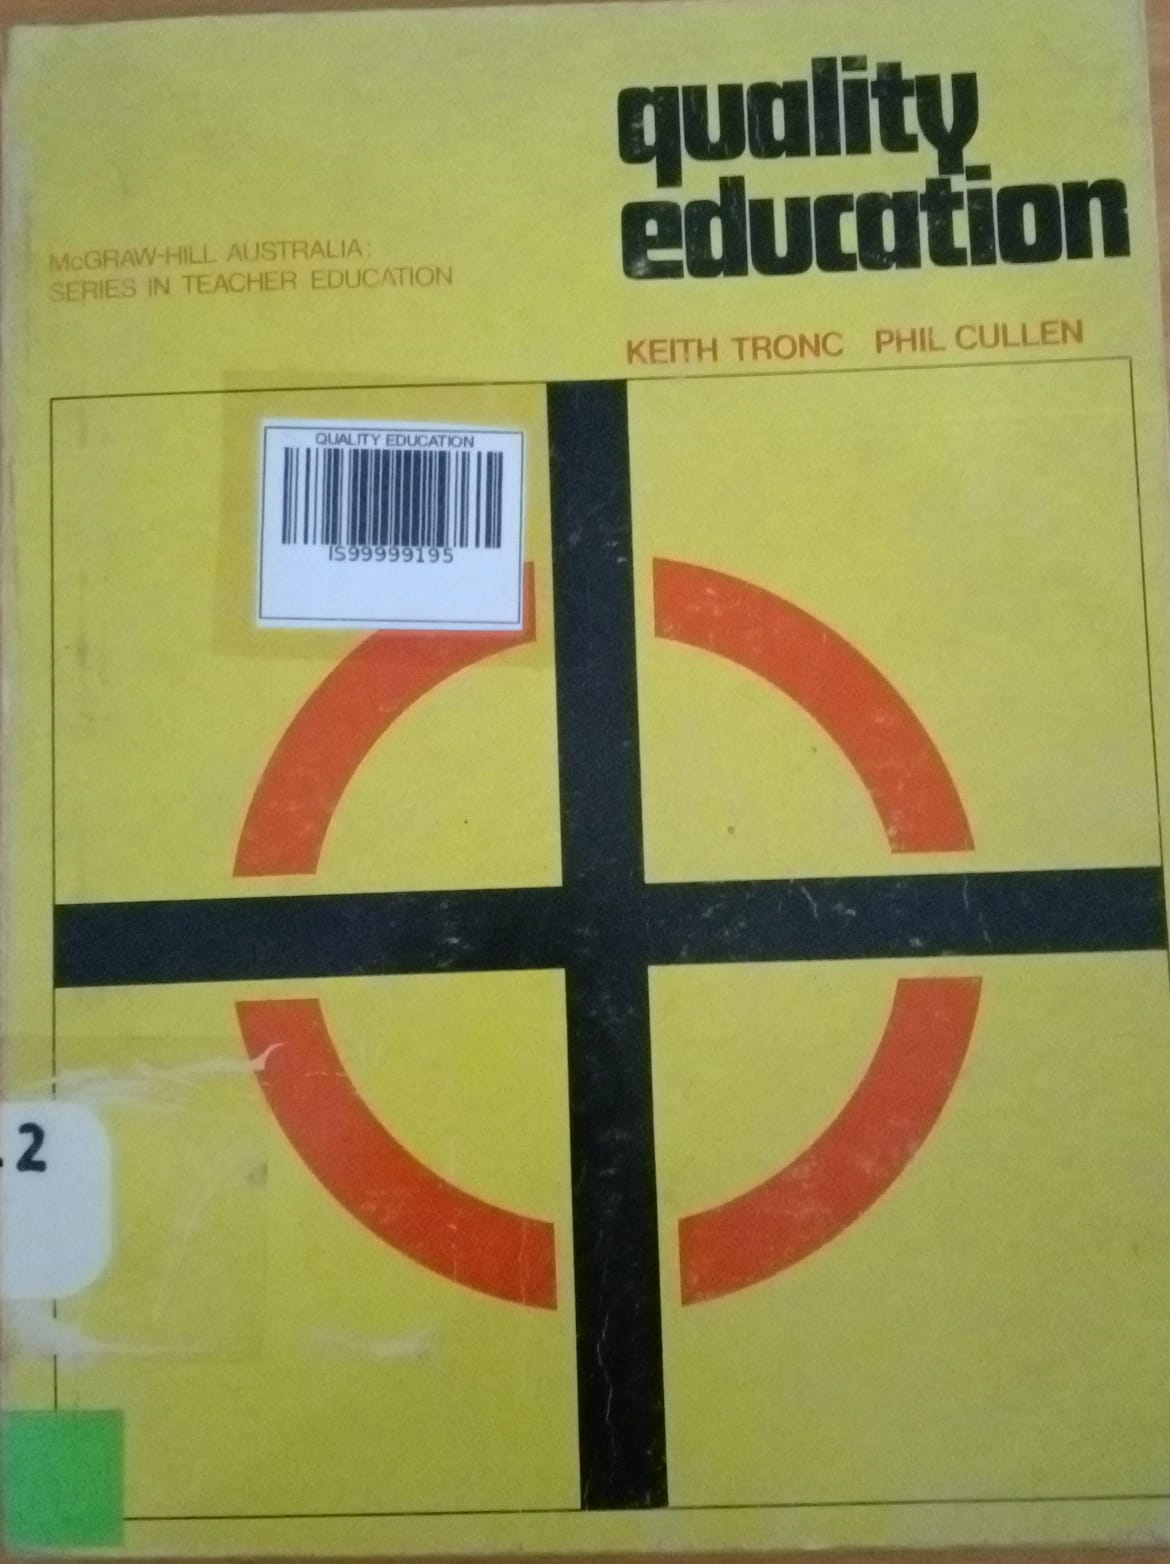 quality
education
McGRAW-HILL AUSTRALIA:
SERIES IN TEACHER EDUCATION
KEITH TRONC PHIL CULLEN
QUALITY EDUCATION
IS99999195
.2